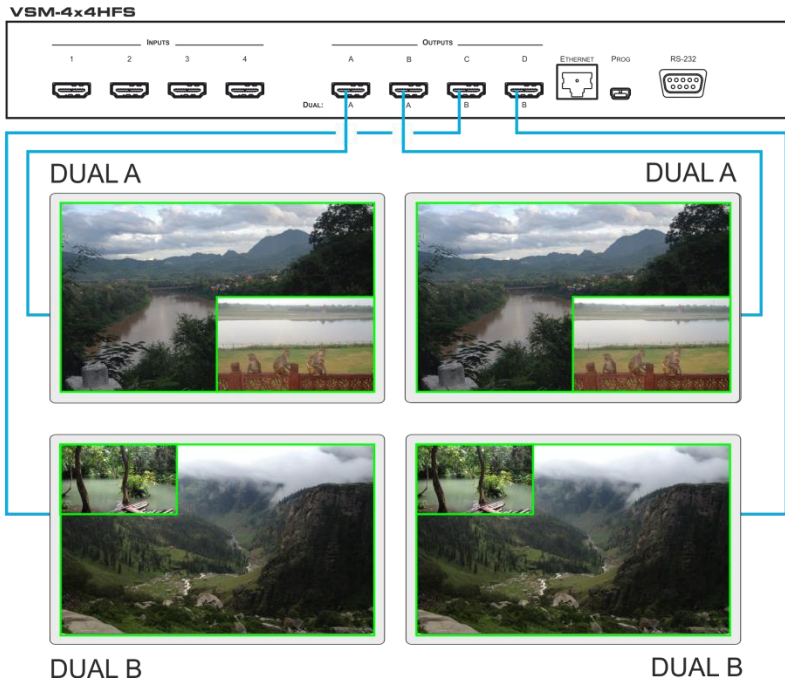 VSM-4x4HFS
INPUTS OUTPUTS
1 2 3 4 A B C D ETHERNET PROG RS-232
DUAL: A A B B
DUAL A DUAL A
DUAL B DUAL B